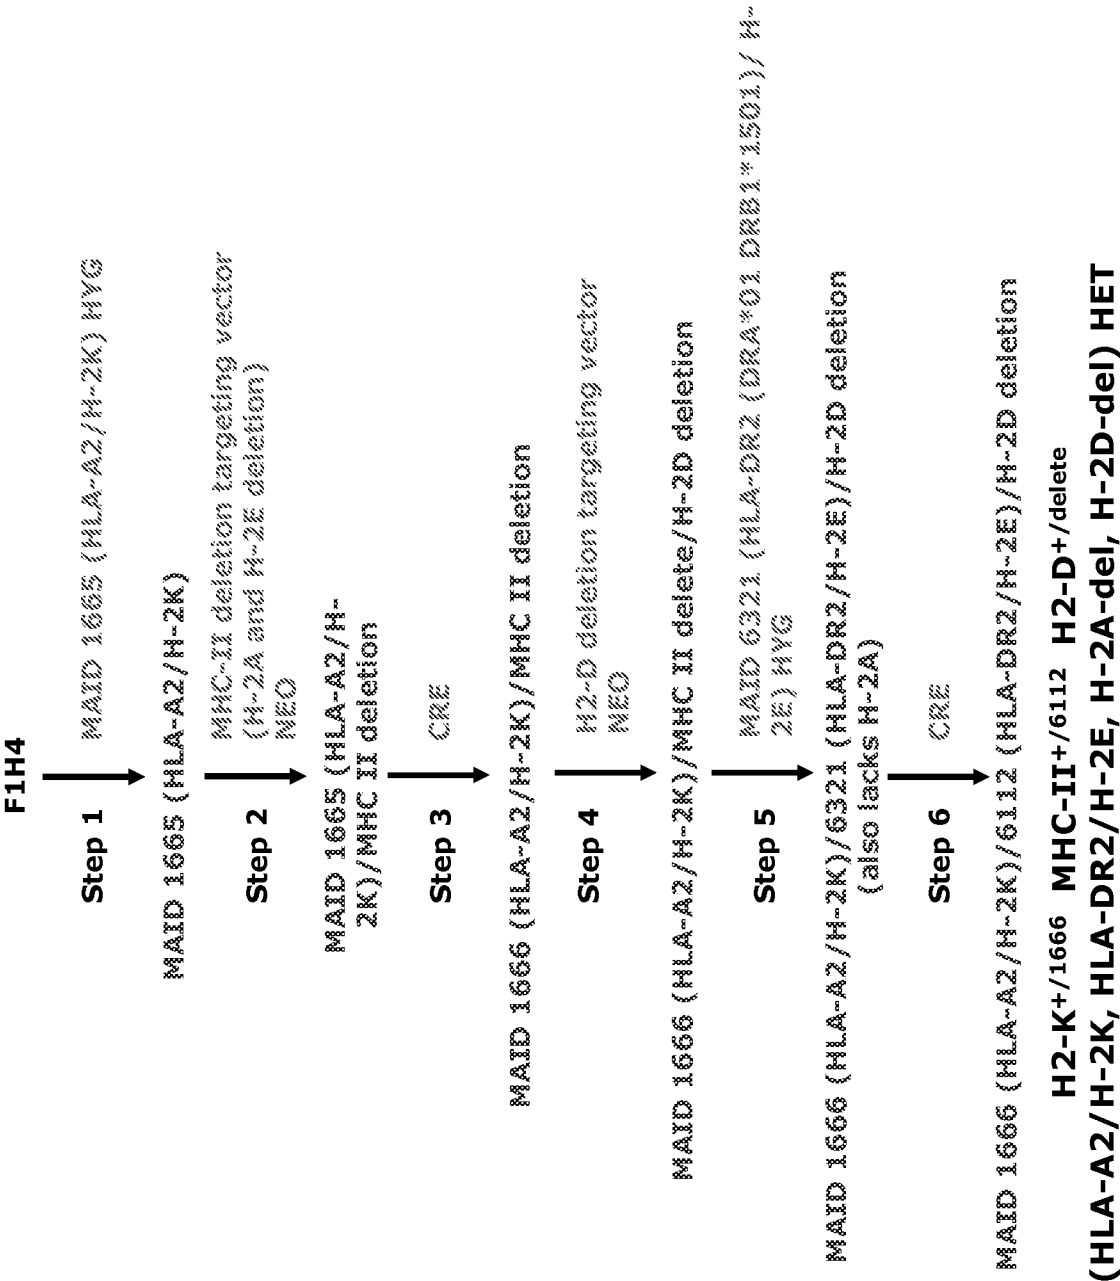 F1H4
Step 1
MAID 1665 (HLA-A2/H-2K) HYG
MAID 1665 (HLA-A2/H-2K)
Step 2
MHC-II deletion targeting vector
(H-2A and H-2E deletion)
NEO
MAID 1665 (HLA-A2/H-
2K)/MHC II deletion
Step 3
CRE
MAID 1666 (HLA-A2/H-2K)/MHC II deletion
Step 4
H2-D deletion targeting vector
NEO
MAID 1666 (HLA-A2/H-2K)/MHC II delete/H-2D deletion
Step 5
MAID 6321 (HLA-DR2 (DRA*01 DRB1*1501)/ H-
2E) HYG
MAID 1666 (HLA-A2/H-2K)/6321 (HLA-DR2/H-2E)/H-2D deletion
(also lacks H-2A)
Step 6
CRE
MAID 1666 (HLA-A2/H-2K)/6112 (HLA-DR2/H-2E)/H-2D deletion
H2-K+/1666 MHC-II+/6112 H2-D+/delete
(HLA-A2/H-2K, HLA-DR2/H-2E, H-2A-del, H-2D-del) HET